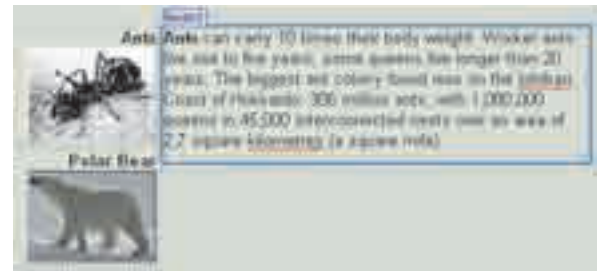 Ants
Ants can carry 10 times their body weight. Worker ants
live one to five years, some queens live longer than 20
years. The biggest ant colony found was on the Ishikari
Coast of Hokkaido: 306 million ants, with 1,000,000
queens in 45,000 interconnected nests over an area of
2.7 square kilometres (a square mile)
Polar Bear